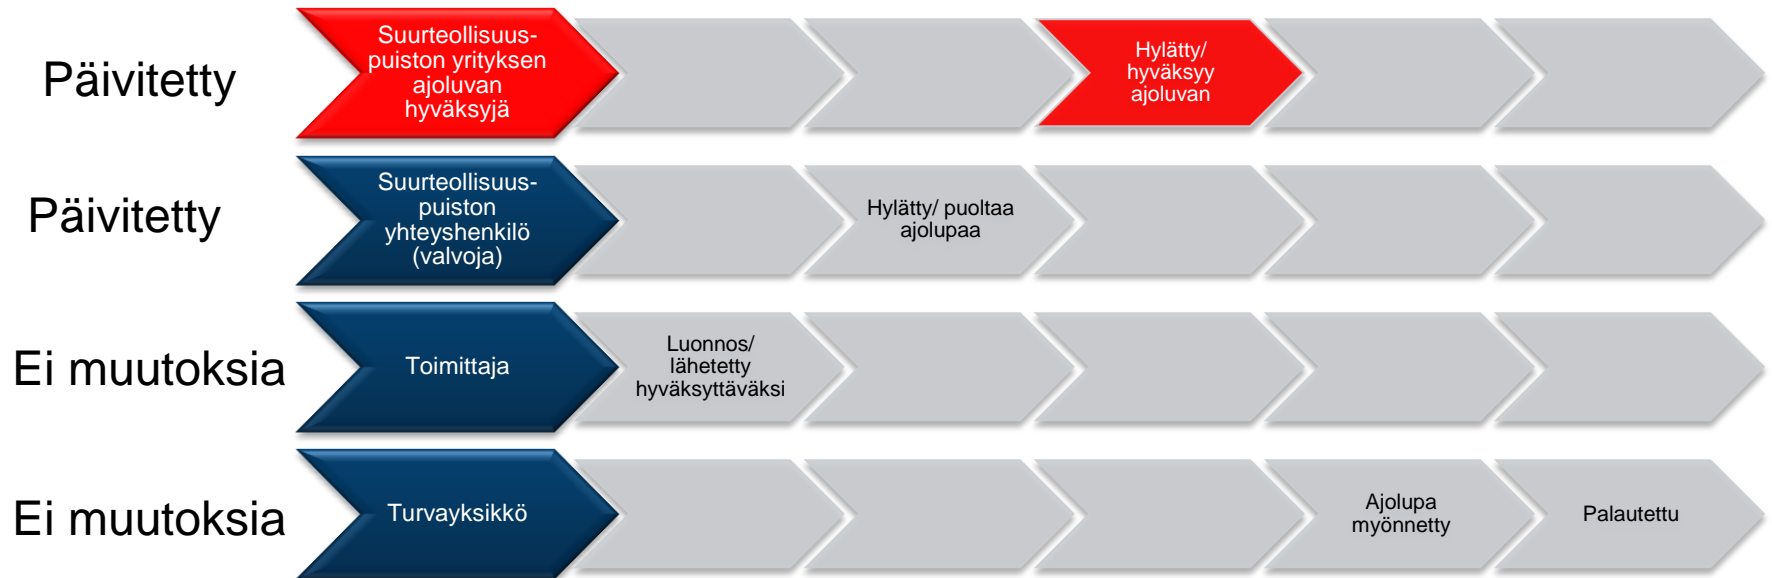 Päivitetty
Suurteollisuus-
puiston yrityksen
ajoluvan
hyväksyjä
Hylätty/
hyväksyy
ajoluvan
Päivitetty
Suurteollisuus-
puiston
yhteyshenkilö
(valvoja)
Hylätty/ puoltaa
ajolupaa
Ei muutoksia
Toimittaja
Luonnos/
lähetetty
hyväksyttäväksi
Ei muutoksia
Turvayksikkö
Ajolupa
myönnetty
Palautettu